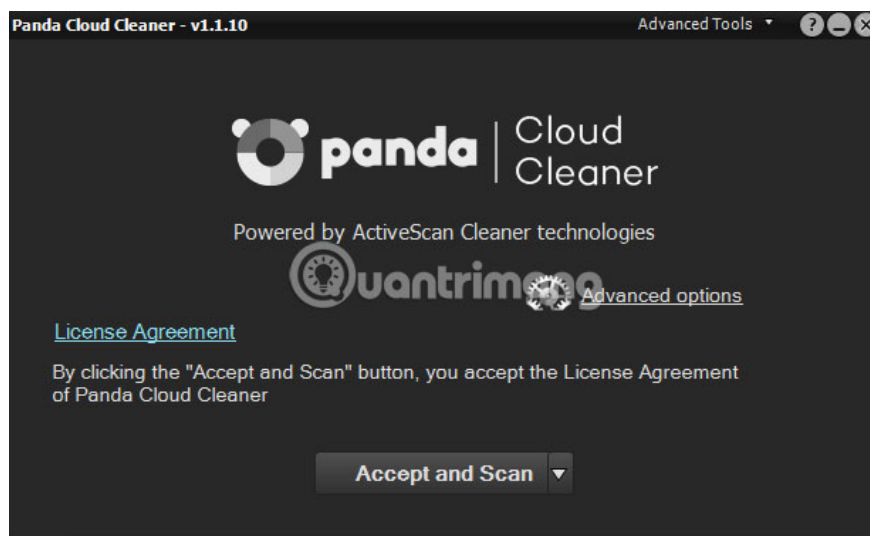 Panda Cloud Cleaner - v1.1.10
Advanced Tools
?
panda
Cloud
Cleaner
Powered by ActiveScan Cleaner technologies
Quantrimang
Advanced options
License Agreement
By clicking the "Accept and Scan" button, you accept the License Agreement
of Panda Cloud Cleaner
Accept and Scan